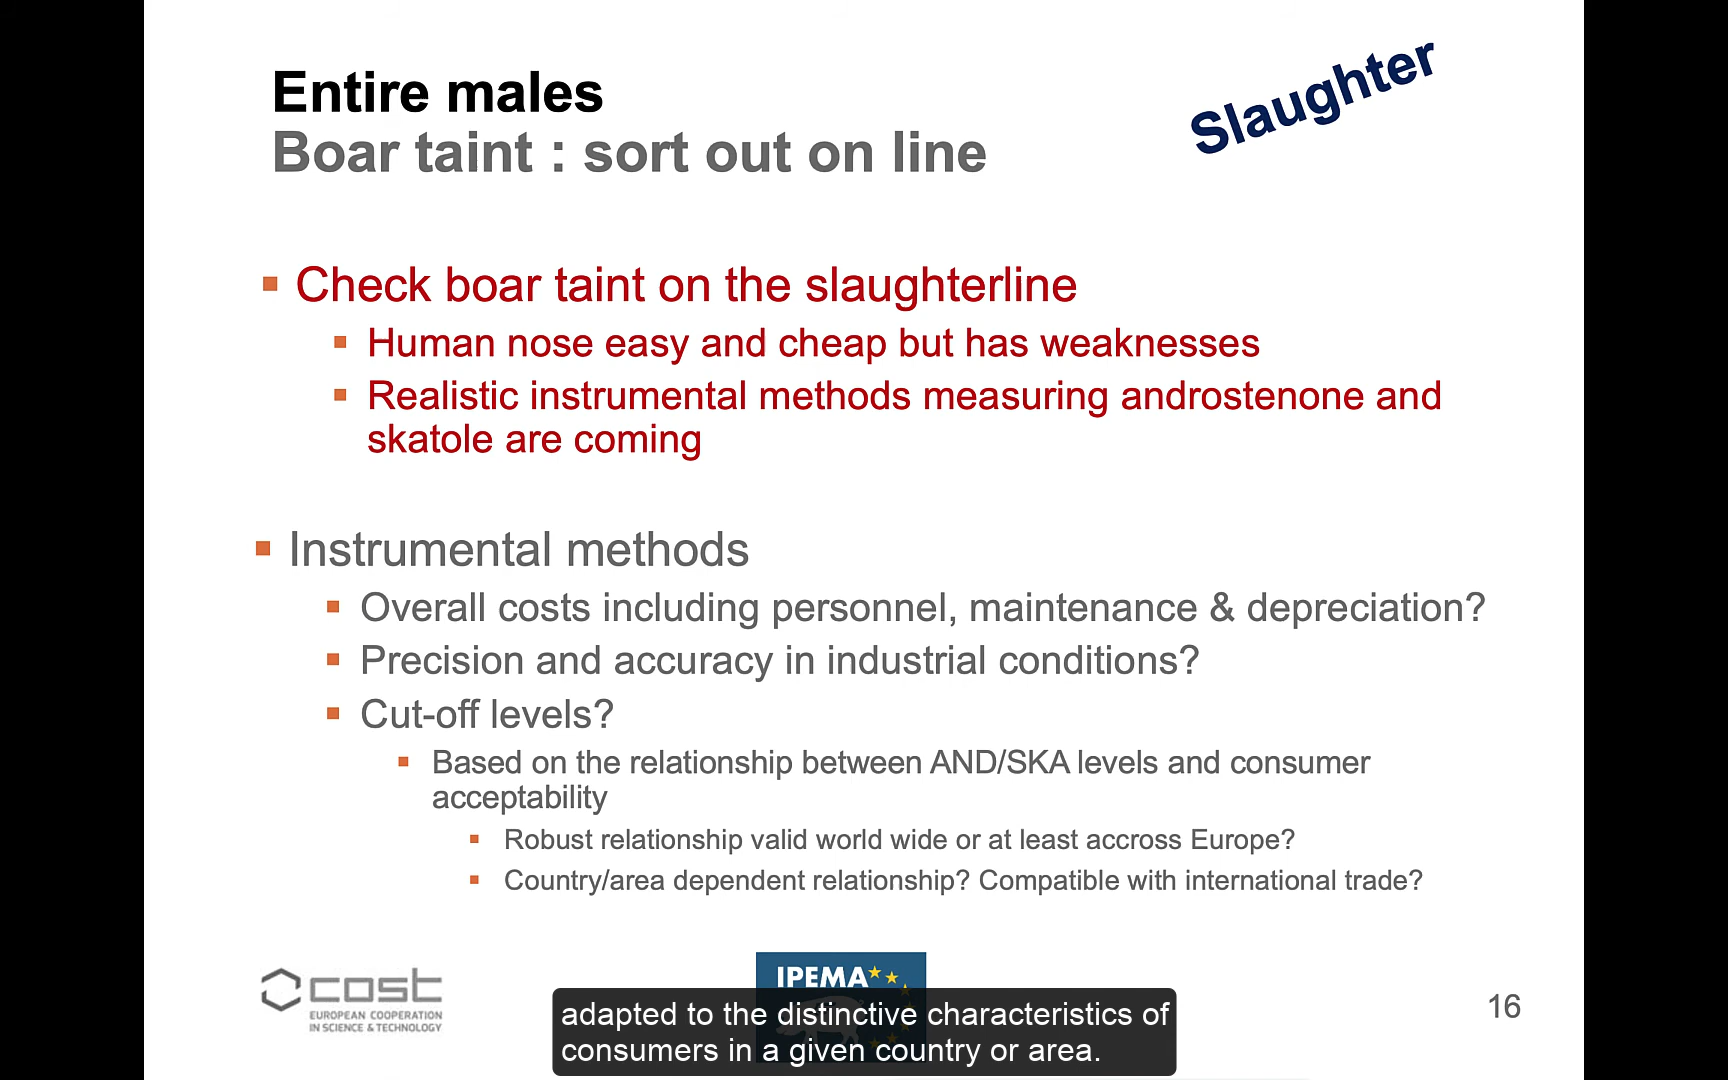 Slaughter
Entire males
Boar taint : sort out on line
Check boar taint on the slaughterline
Human nose easy and cheap but has weaknesses
Realistic instrumental methods measuring androstenone and
skatole are coming
Instrumental methods
Overall costs including personnel, maintenance & depreciation?
Precision and accuracy in industrial conditions?
Cut-off levels?
Based on the relationship between AND/SKA levels and consumer
acceptability
Robust relationship valid world wide or at least accross Europe?
Country/area dependent relationship? Compatible with international trade?
cost
EUROPEAN COOPERATION
IN SCIENCE & TECHNOLOGY
IPEMA
adapted to the distinctive characteristics of
consumers in a given country or area.
16